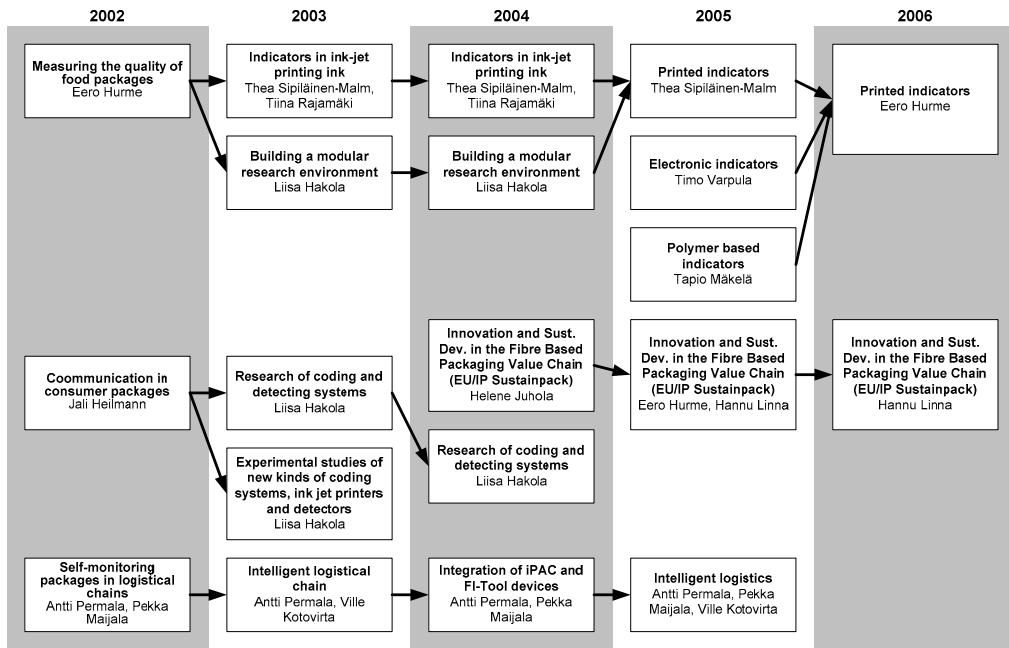 2002
2003
2004
2005
2006
Measuring the quality of
food packages
Eero Hurme
Indicators in ink-jet
printing ink
Thea Sipiläinen-Malm,
Tiina Rajamäki
Indicators in ink-jet
printing ink
Thea Sipiläinen-Malm,
Tiina Rajamäki
Printed indicators
Thea Sipiläinen-Malm
Printed indicators
Eero Hurme
Building a modular
research environment
Liisa Hakola
Building a modular
research environment
Liisa Hakola
Electronic indicators
Timo Varpula
Polymer based
indicators
Tapio Mäkelä
Coommunication in
consumer packages
Jali Heilmann
Research of coding and
detecting systems
Liisa Hakola
Innovation and Sust.
Dev. in the Fibre Based
Packaging Value Chain
(EU/IP Sustainpack)
Helene Juhola
Innovation and Sust.
Dev. in the Fibre Based
Packaging Value Chain
(EU/IP Sustainpack)
Eero Hurme, Hannu Linna
Innovation and Sust.
Dev. in the Fibre Based
Packaging Value Chain
(EU/IP Sustainpack)
Hannu Linna
Experimental studies of
new kinds of coding
systems, ink jet printers
and detectors
Liisa Hakola
Research of coding and
detecting systems
Liisa Hakola
Self-monitoring
packages in logistical
chains
Antti Permala, Pekka
Maijala
Intelligent logistical
chain
Antti Permala, Ville
Kotovirta
Integration of iPAC and
FI-Tool devices
Antti Permala, Pekka
Maijala
Intelligent logistics
Antti Permala, Pekka
Maijala, Ville Kotovirta